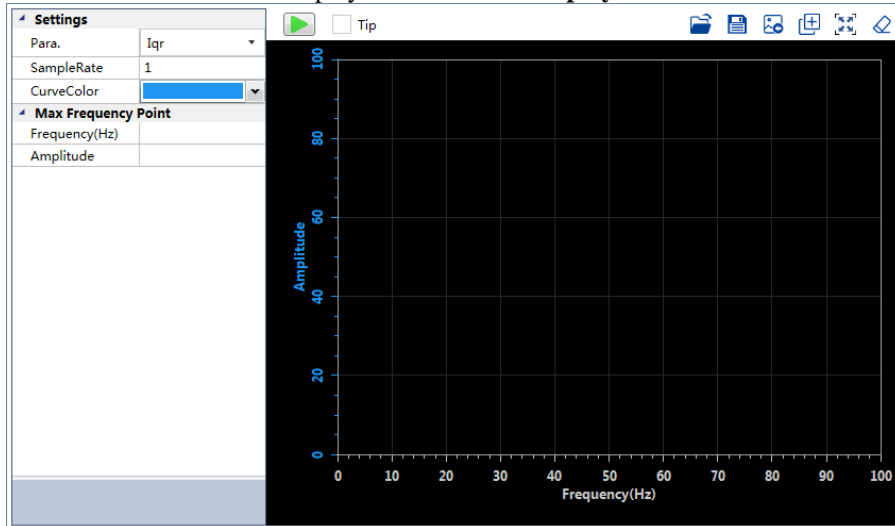 Settings
Para. Iqr
SampleRate 1
CurveColor
Max Frequency Point
Frequency(Hz)
Amplitude
Tip
100
80
60
40
20
0
Amplitude
0 10 20 30 40 50 60 70 80 90 100
Frequency(Hz)